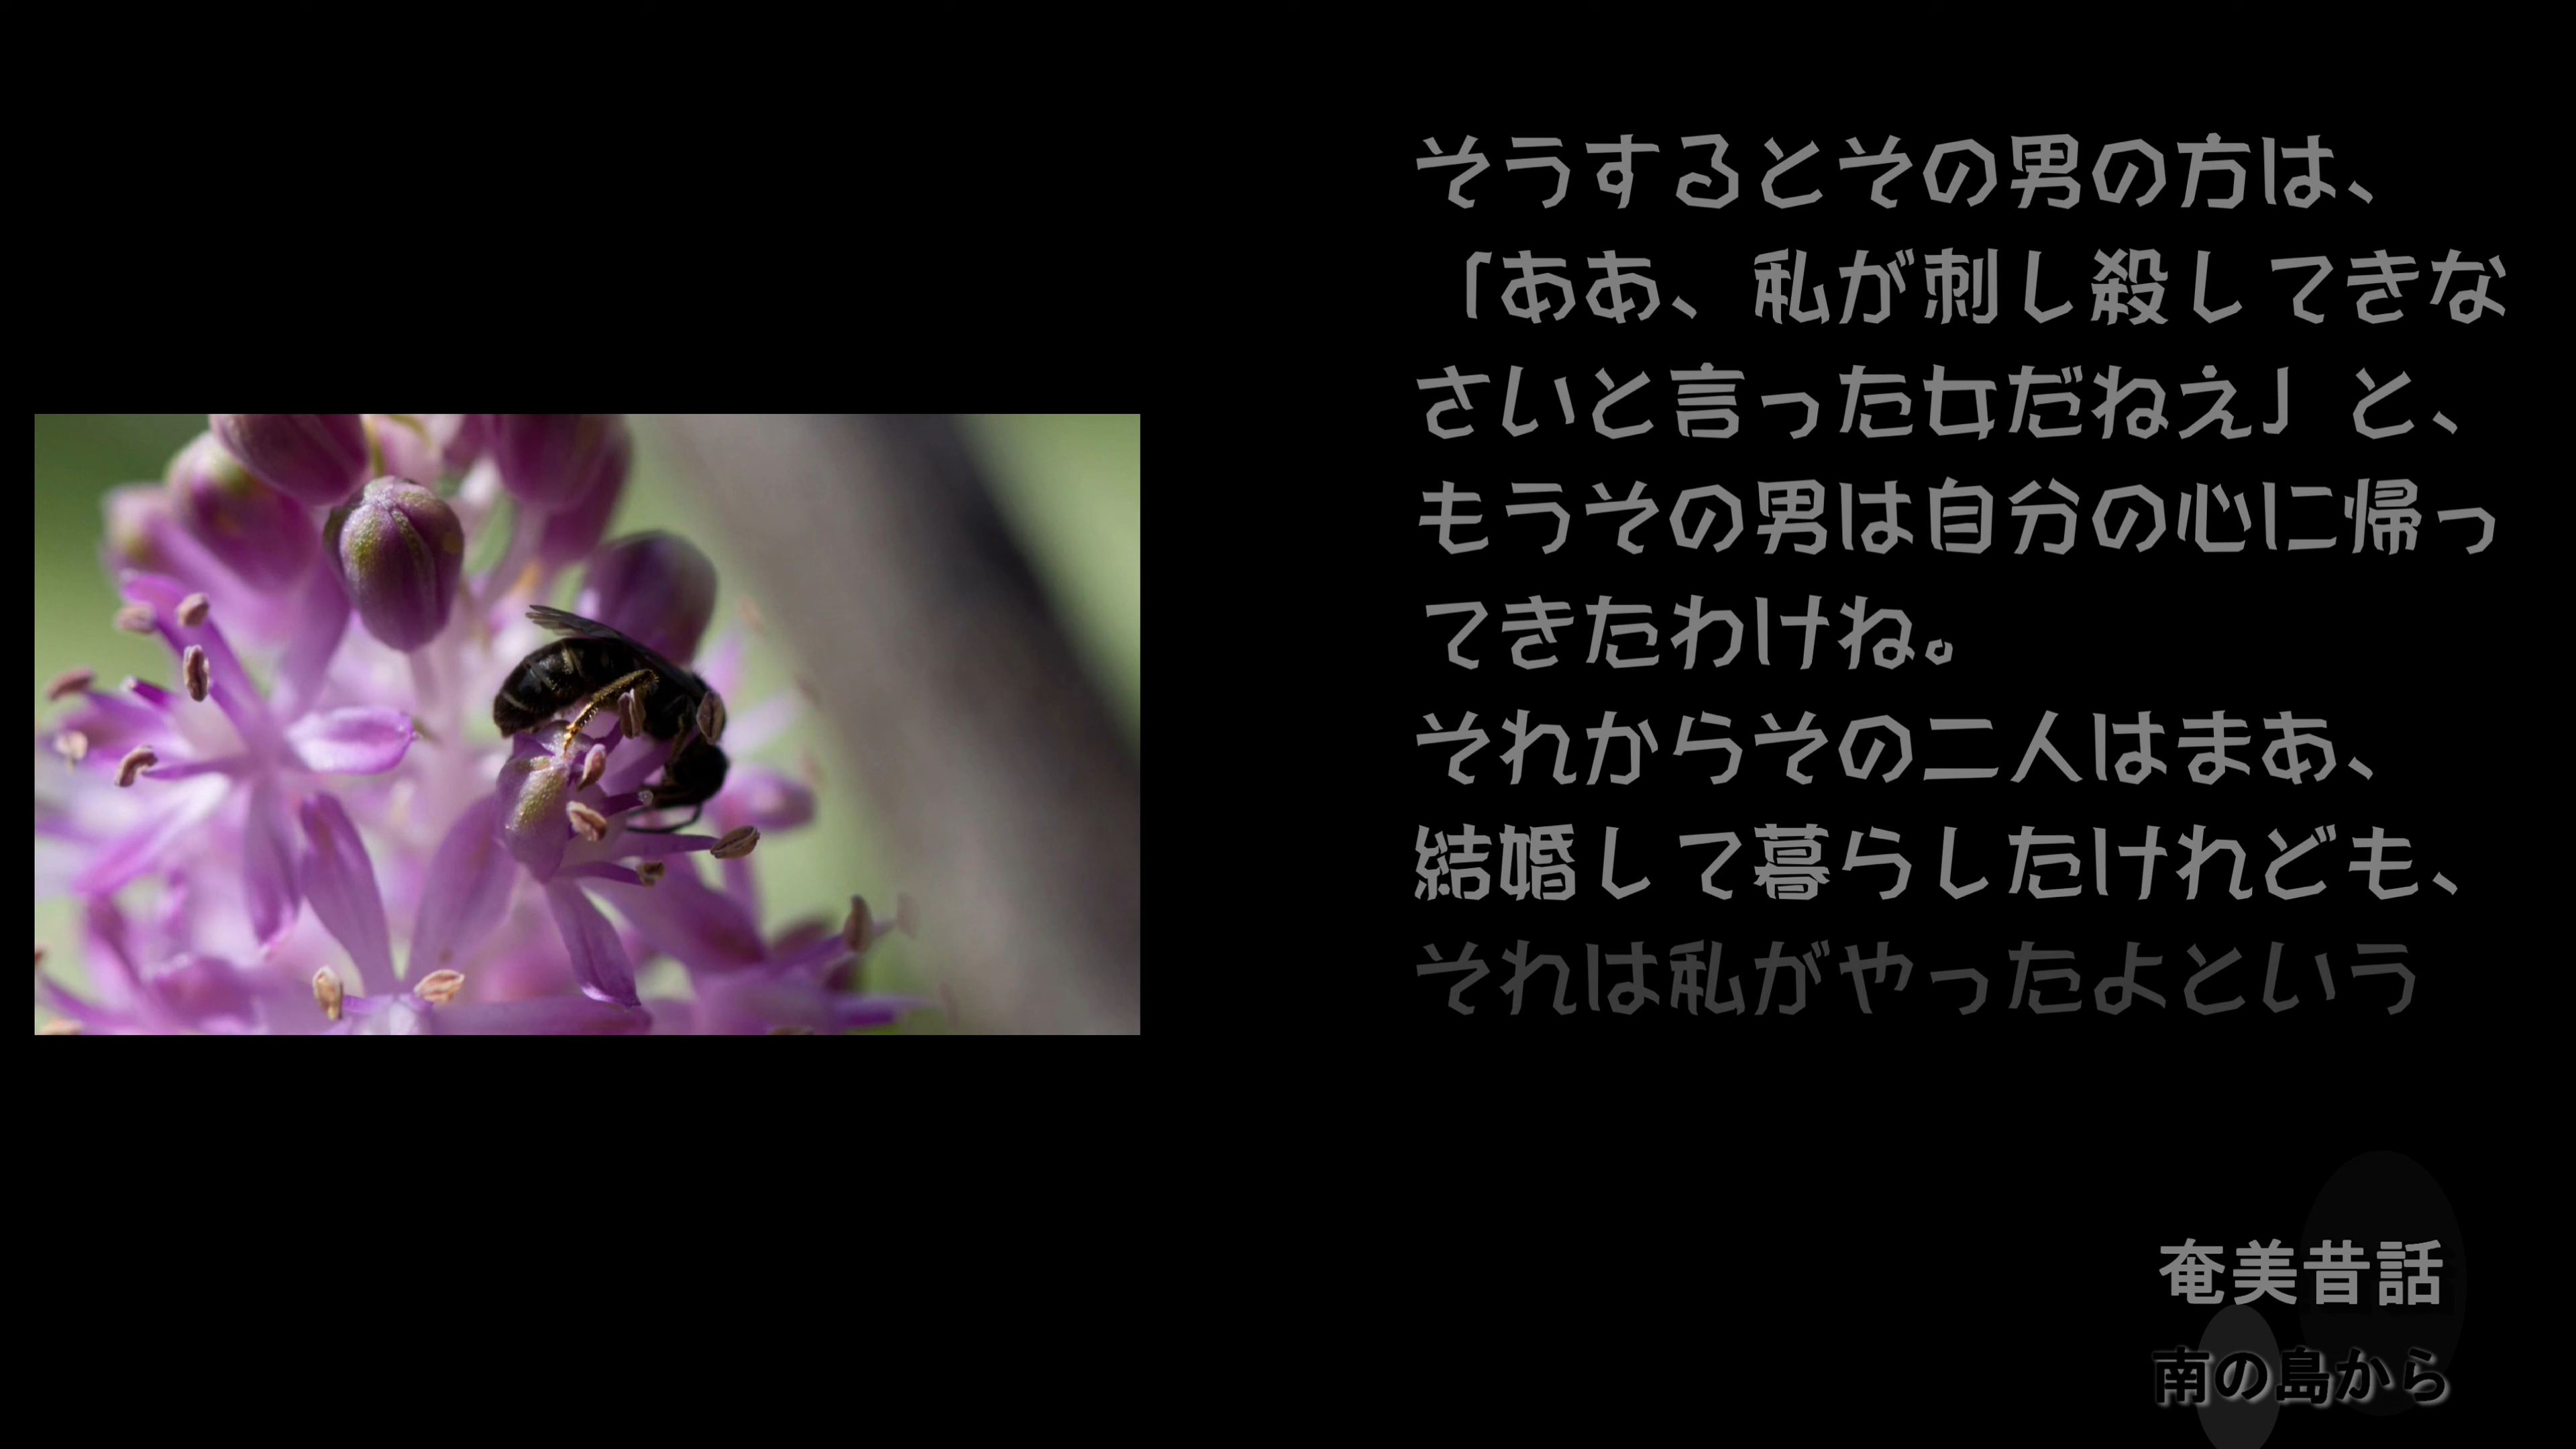 そうするとその男の方は、
「ああ、私が刺し殺してきな
さいと言った女だねえ」と、
もうその男は自分の心に帰っ
てきたわけね。
それからその二人はまあ、
結婚して暮らしたけれども、
それは私がやったよという
奄美昔話
南の島から